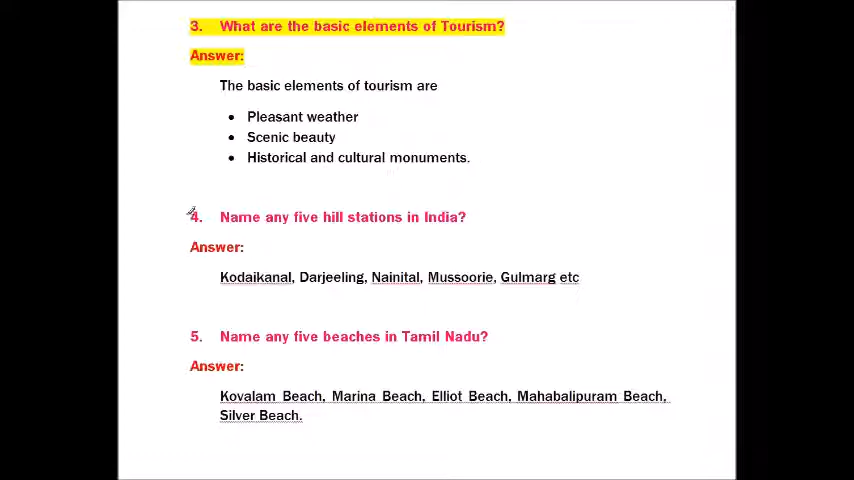 3. What are the basic elements of Tourism?
Answer:
The basic elements of tourism are
• Pleasant weather
• Scenic beauty
• Historical and cultural monuments.
4. Name any five hill stations in India?
Answer:
Kodaikanal, Darjeeling, Nainital, Mussoorie, Gulmarg etc
5. Name any five beaches in Tamil Nadu?
Answer:
Kovalam Beach, Marina Beach, Elliot Beach, Mahabalipuram Beach,
Silver Beach.